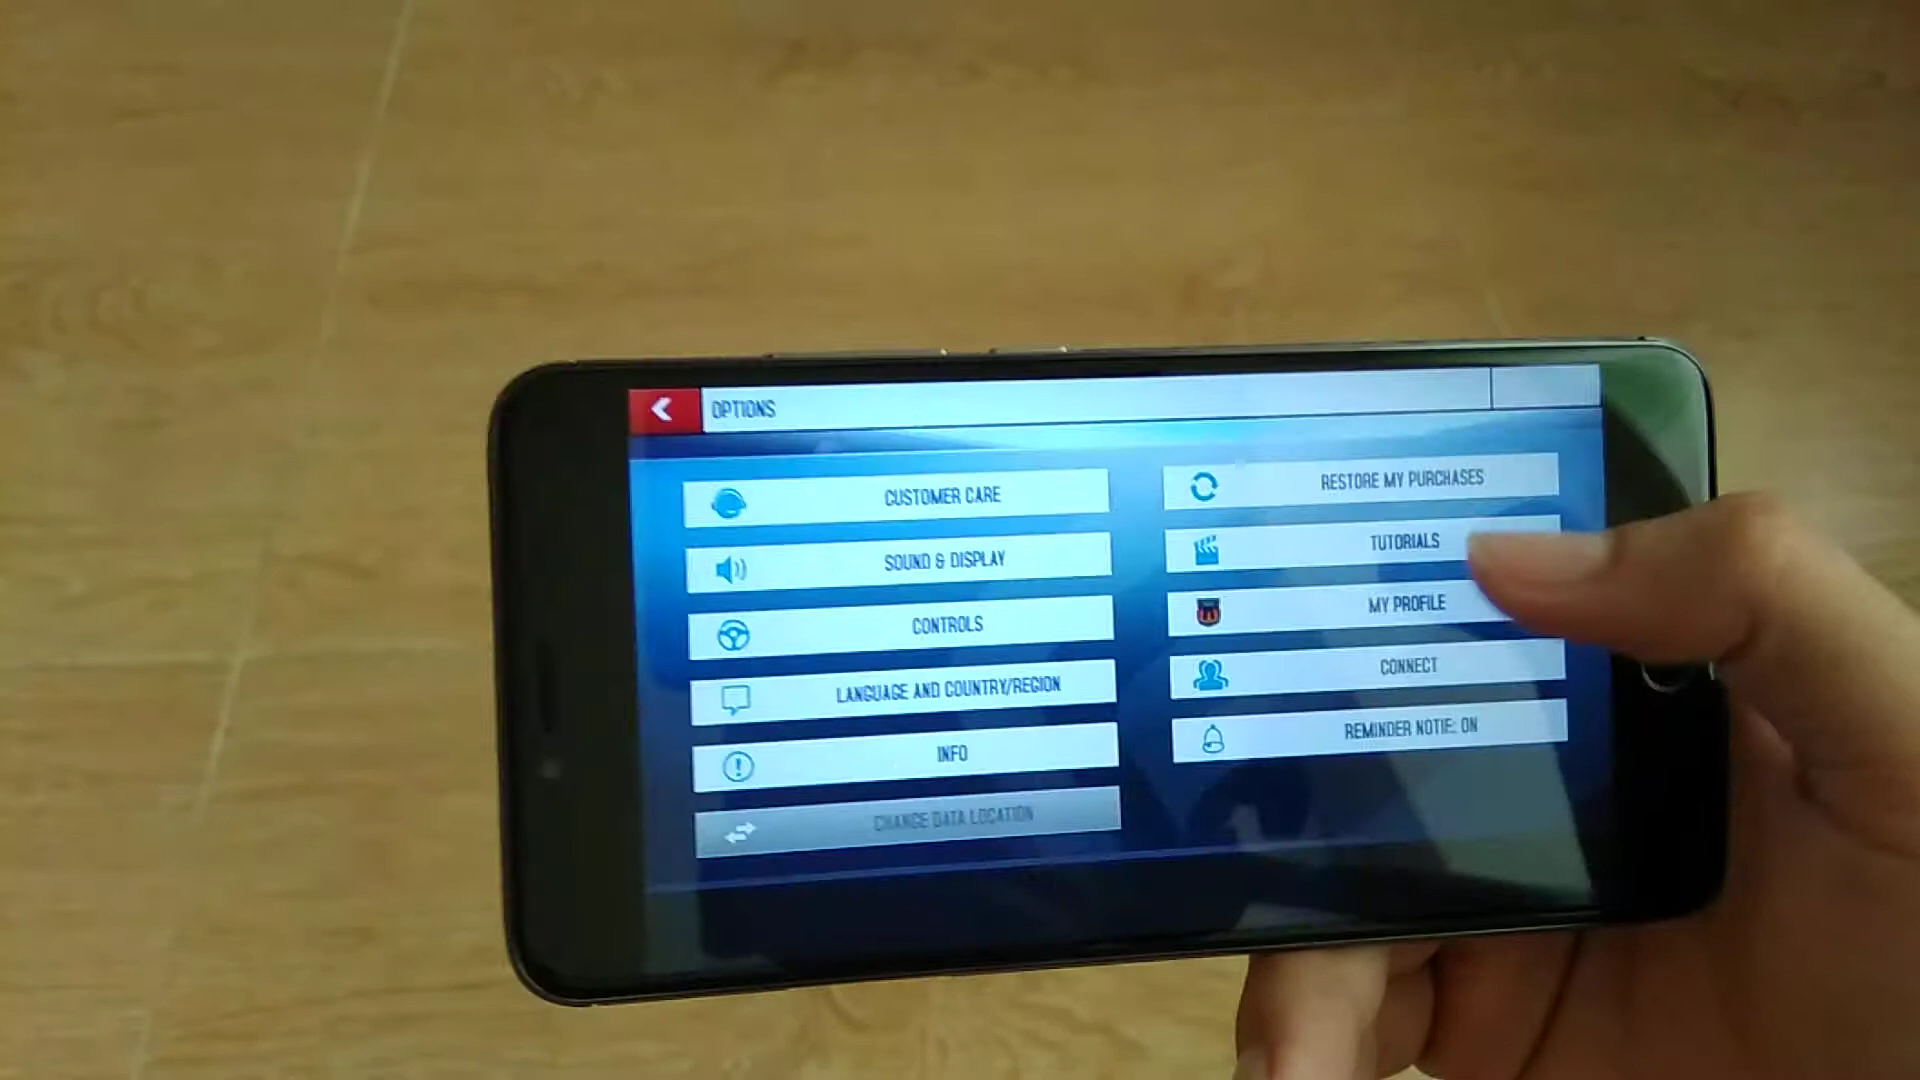 OPTIONS
CUSTOMER CARE
SOUND & DISPLAY
CONTROLS
LANGUAGE AND COUNTRY/REGION
INFO
CHANGE DATA LOCATION
RESTORE MY PURCHASES
TUTORIALS
MY PROFILE
CONNECT
REMINDER NOTIF.: ON